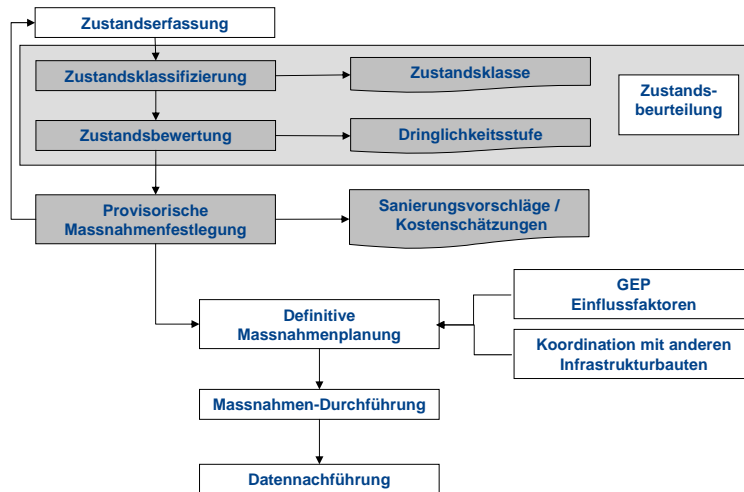 Zustandserfassung
Zustandsklassifizierung
Zustandsklasse
Zustands-
beurteilung
Zustandsbewertung
Dringlichkeitsstufe
Provisorische
Massnahmenfestlegung
Sanierungsvorschläge /
Kostenschätzungen
GEP
Einflussfaktoren
Definitive
Massnahmenplanung
Koordination mit anderen
Infrastrukturbauten
Massnahmen-Durchführung
Datennachführung